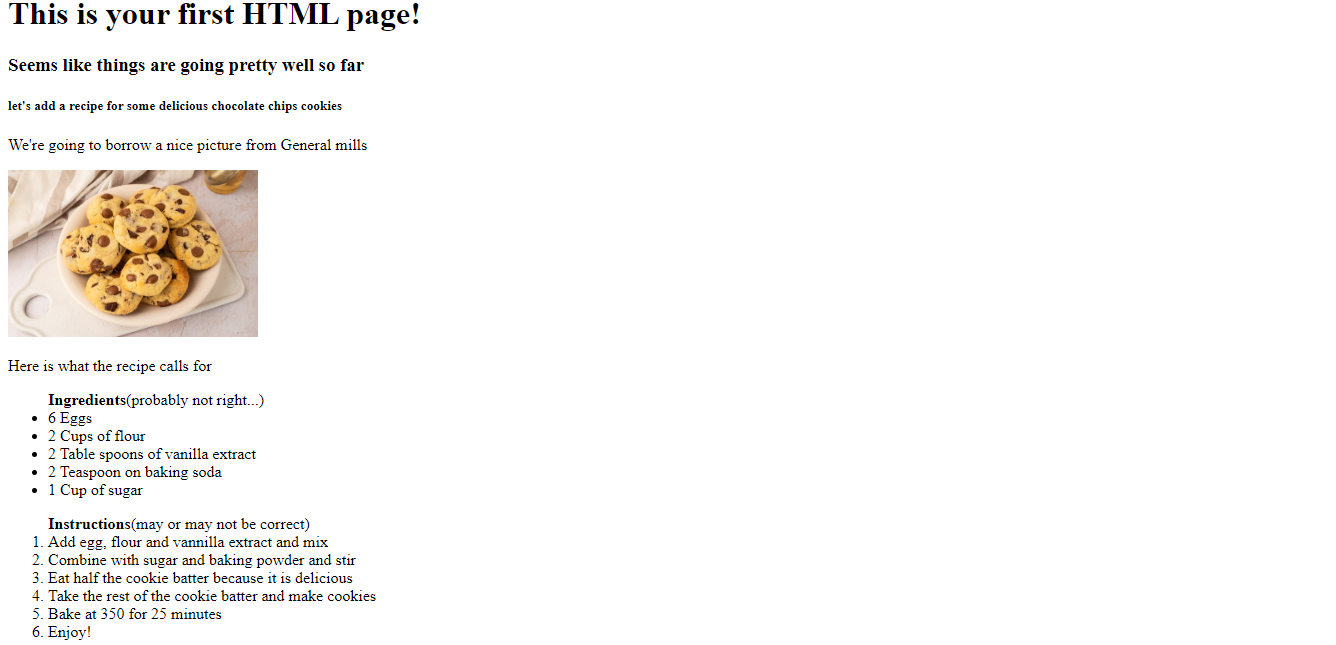 This is your first HTML page!
Seems like things are going pretty well so far
let's add a recipe for some delicious chocolate chips cookies
We're going to borrow a nice picture from General mills
Here is what the recipe calls for
Ingredients(probably not right...)
• 6 Eggs
• 2 Cups of flour
• 2 Table spoons of vanilla extract
• 2 Teaspoon on baking soda
• 1 Cup of sugar
Instructions(may or may not be correct)
1. Add egg, flour and vannilla extract and mix
2. Combine with sugar and baking powder and stir
3. Eat half the cookie batter because it is delicious
4. Take the rest of the cookie batter and make cookies
5. Bake at 350 for 25 minutes
6. Enjoy!